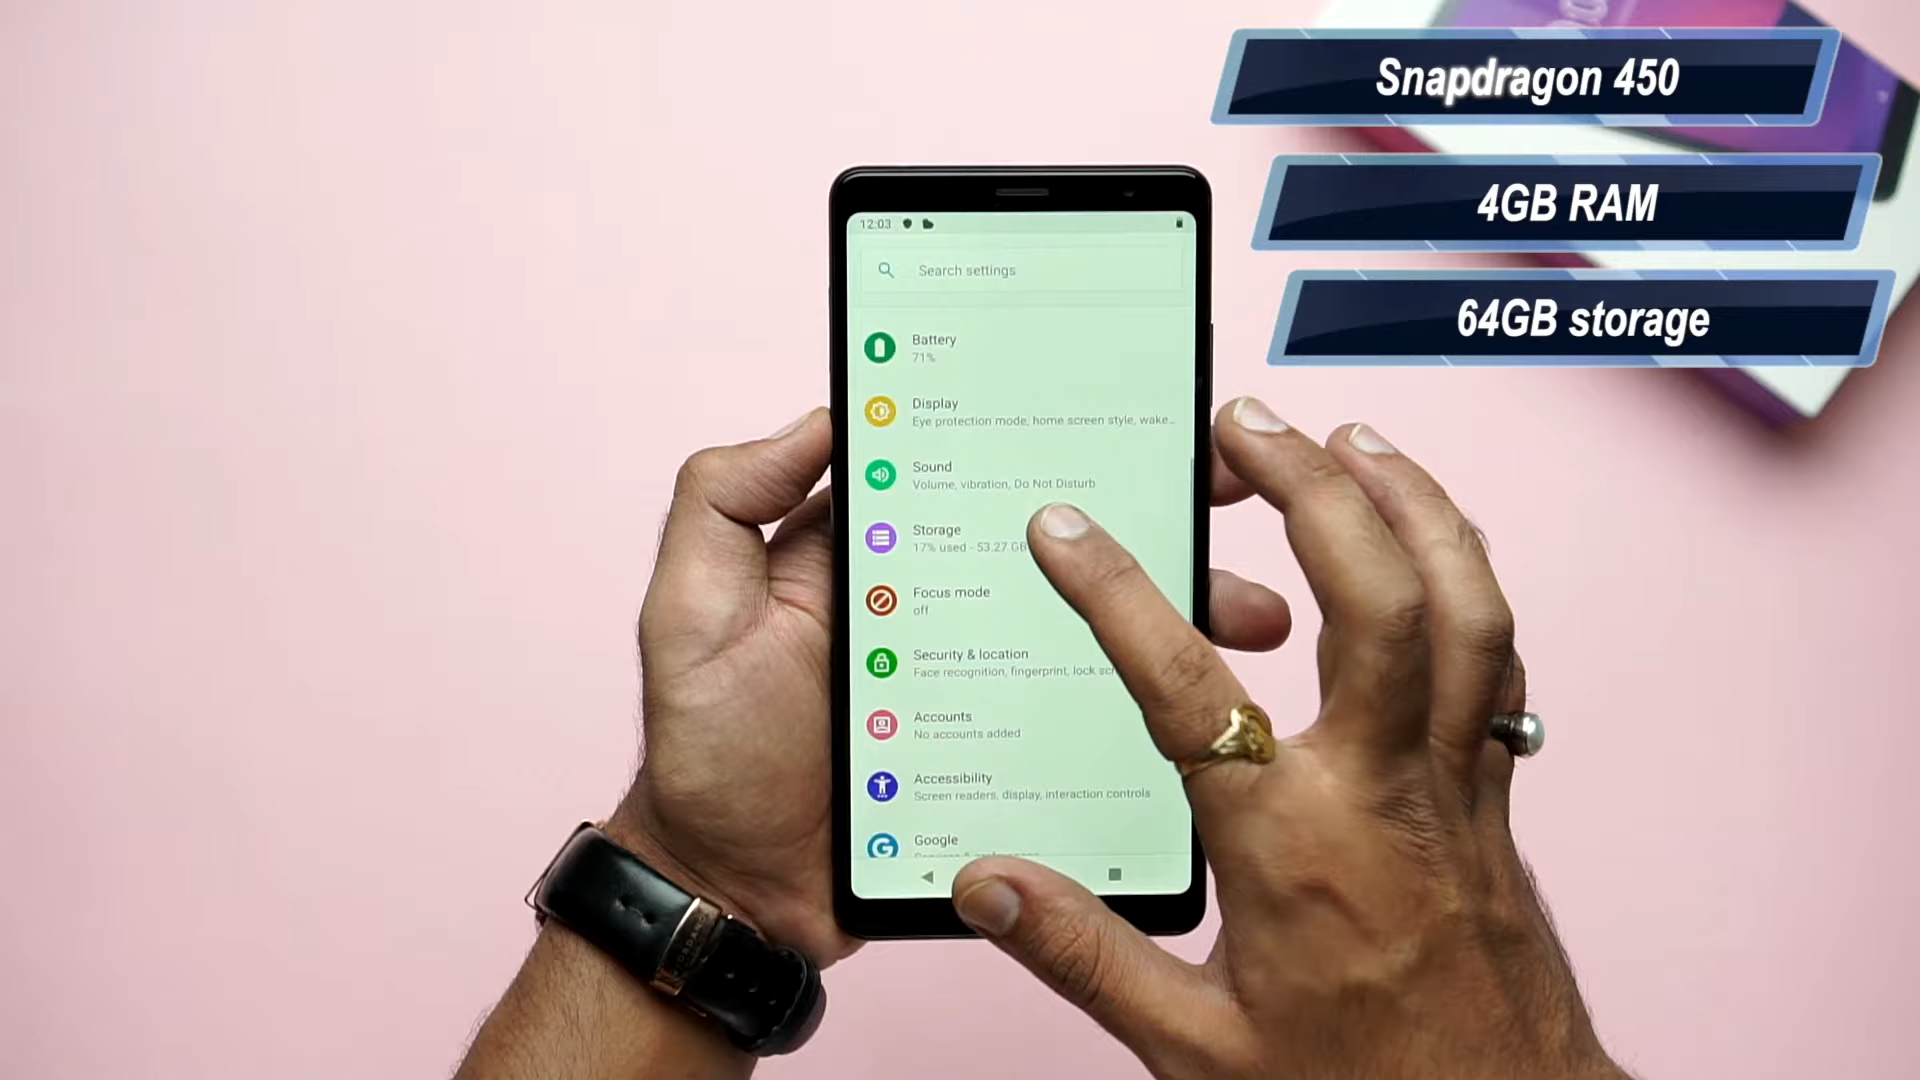 Snapdragon 450
4GB RAM
64GB storage
12:03
Search settings
Battery
71%
Display
Eye protection mode, home screen style, wake...
Sound
Volume, vibration, Do Not Disturb
Storage
17% used - 53.27 GB
Focus mode
off
Security & location
Face recognition, fingerprint, lock scr
Accounts
No accounts added
Accessibility
Screen readers, display, interaction controls
Google